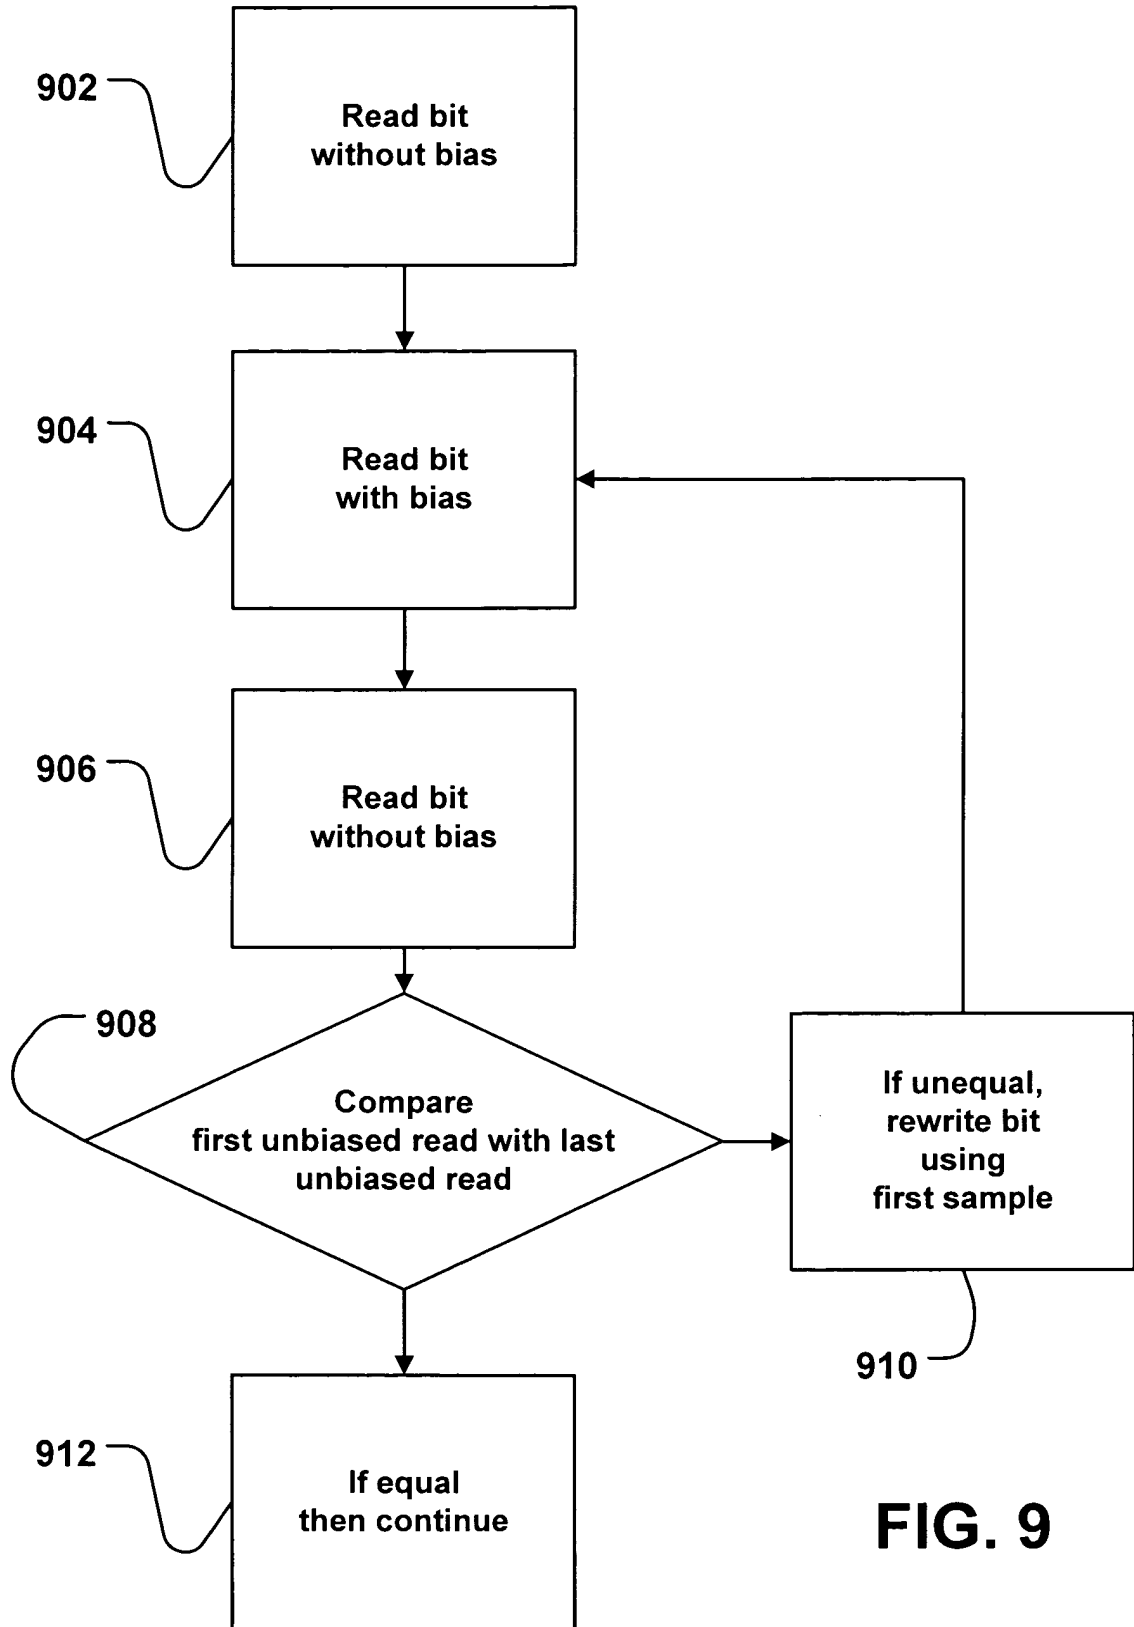 902
Read bit
without bias
904
Read bit
with bias
906
Read bit
without bias
908
Compare
first unbiased read with last
unbiased read
If unequal,
rewrite bit
using
first sample
910
912
If equal
then continue
FIG. 9